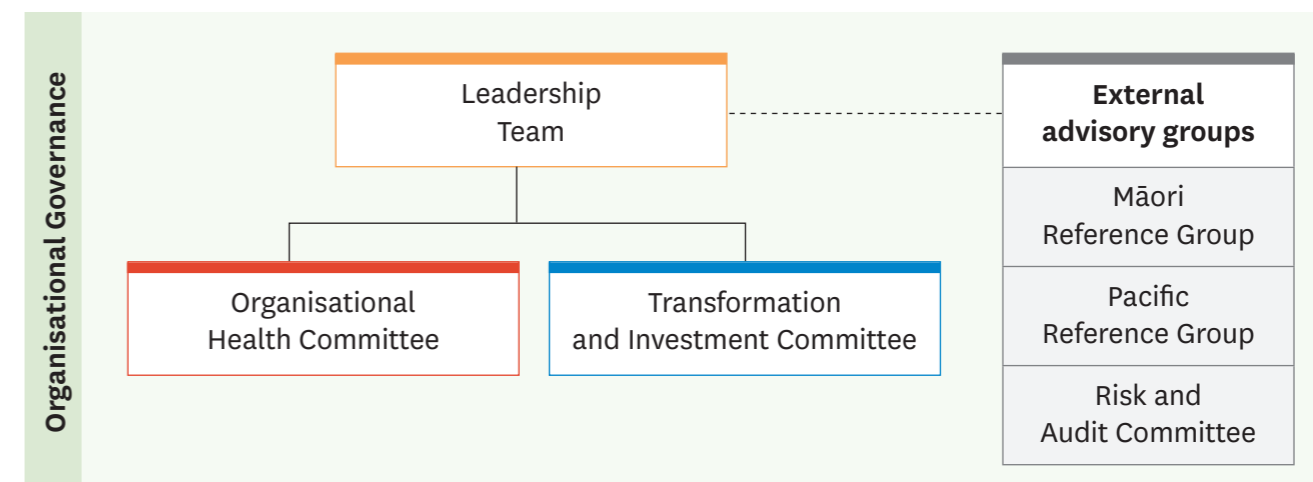 Organisational Governance
Leadership
Team
Organisational
Health Committee
Transformation
and Investment Committee
External
advisory groups
Māori
Reference Group
Pacific
Reference Group
Risk and
Audit Committee